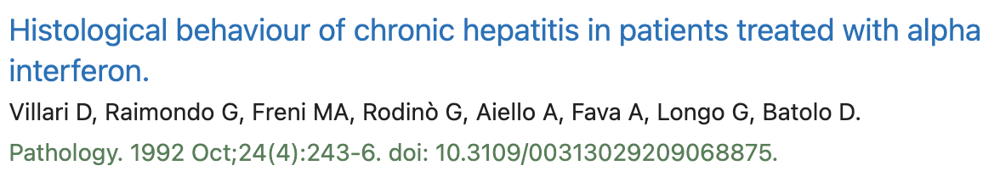 Histological behaviour of chronic hepatitis in patients treated with alpha
interferon.
Villari D, Raimondo G, Freni MA, Rodinò G, Aiello A, Fava A, Longo G, Batolo D.
Pathology. 1992 Oct;24(4):243-6. doi: 10.3109/00313029209068875.